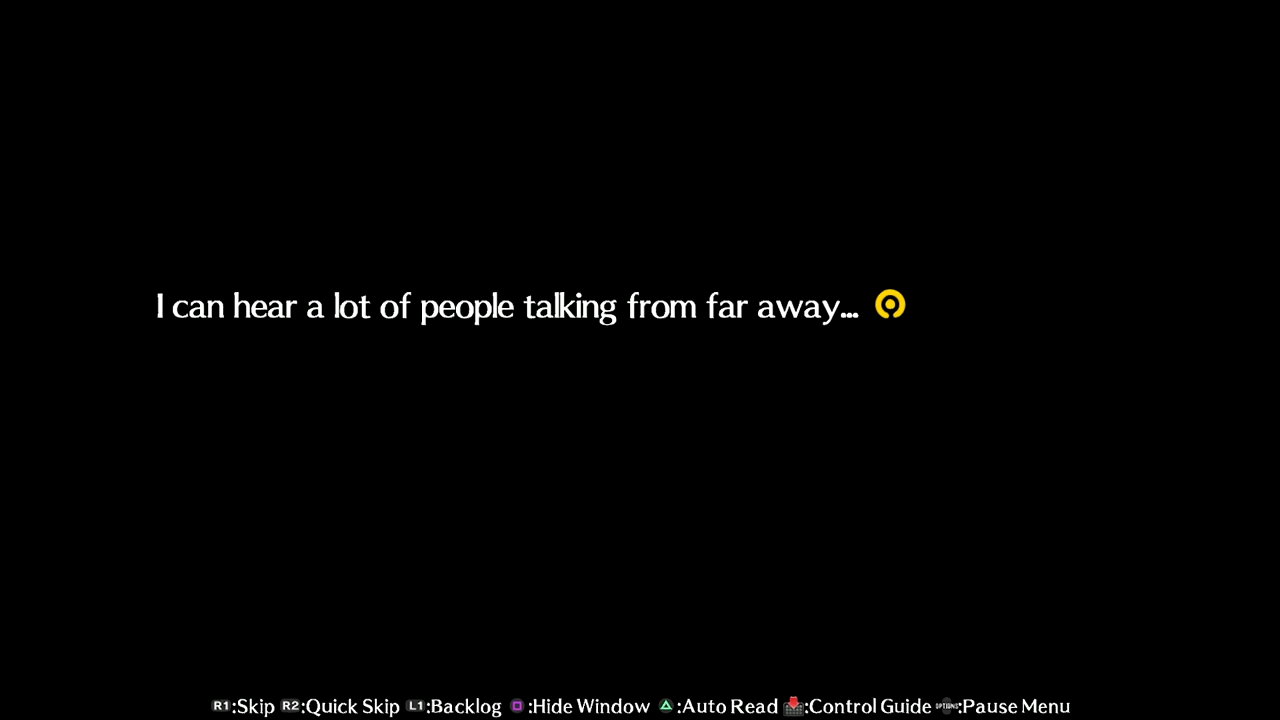 I can hear a lot of people talking from far away...
R1:Skip R2:Quick Skip L1:Backlog :Hide Window :Auto Read :Control Guide OPTIONS:Pause Menu